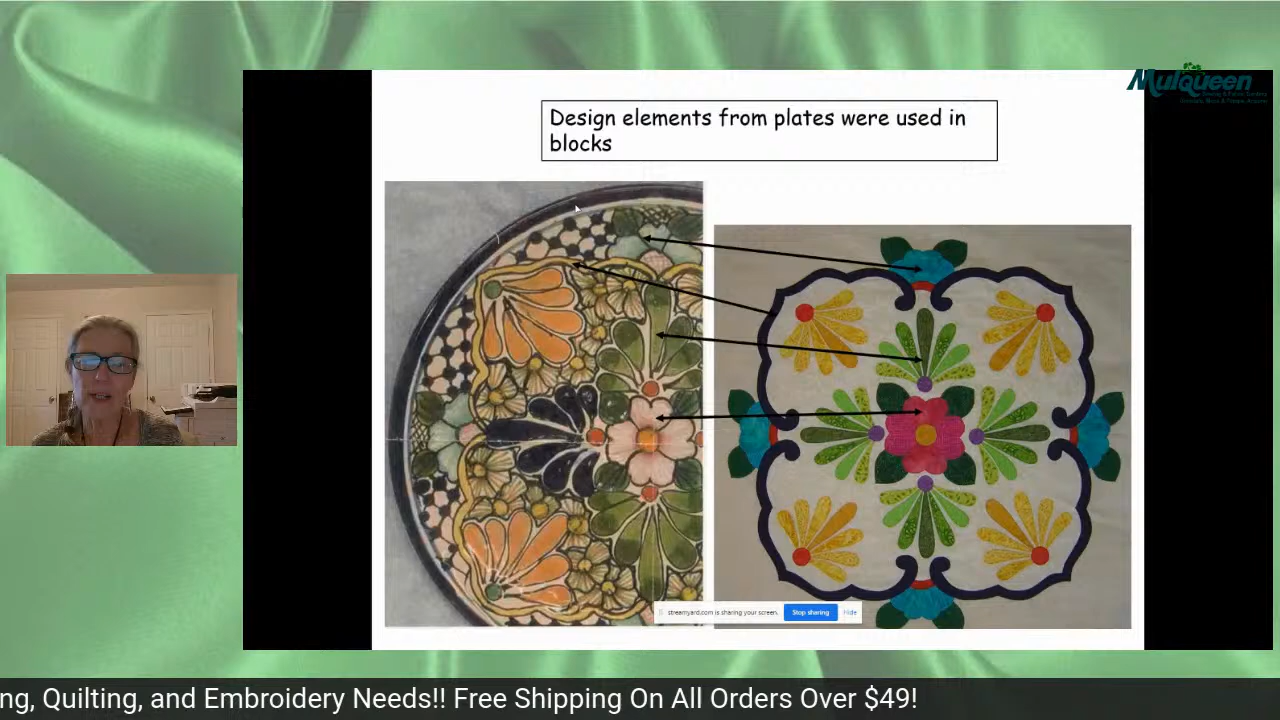 Mulqueen
Design elements from plates were used in
blocks
streamyard.com is sharing your screen.
Stop sharing
Hide
ng, Quilting, and Embroidery Needs!! Free Shipping On All Orders Over $49!